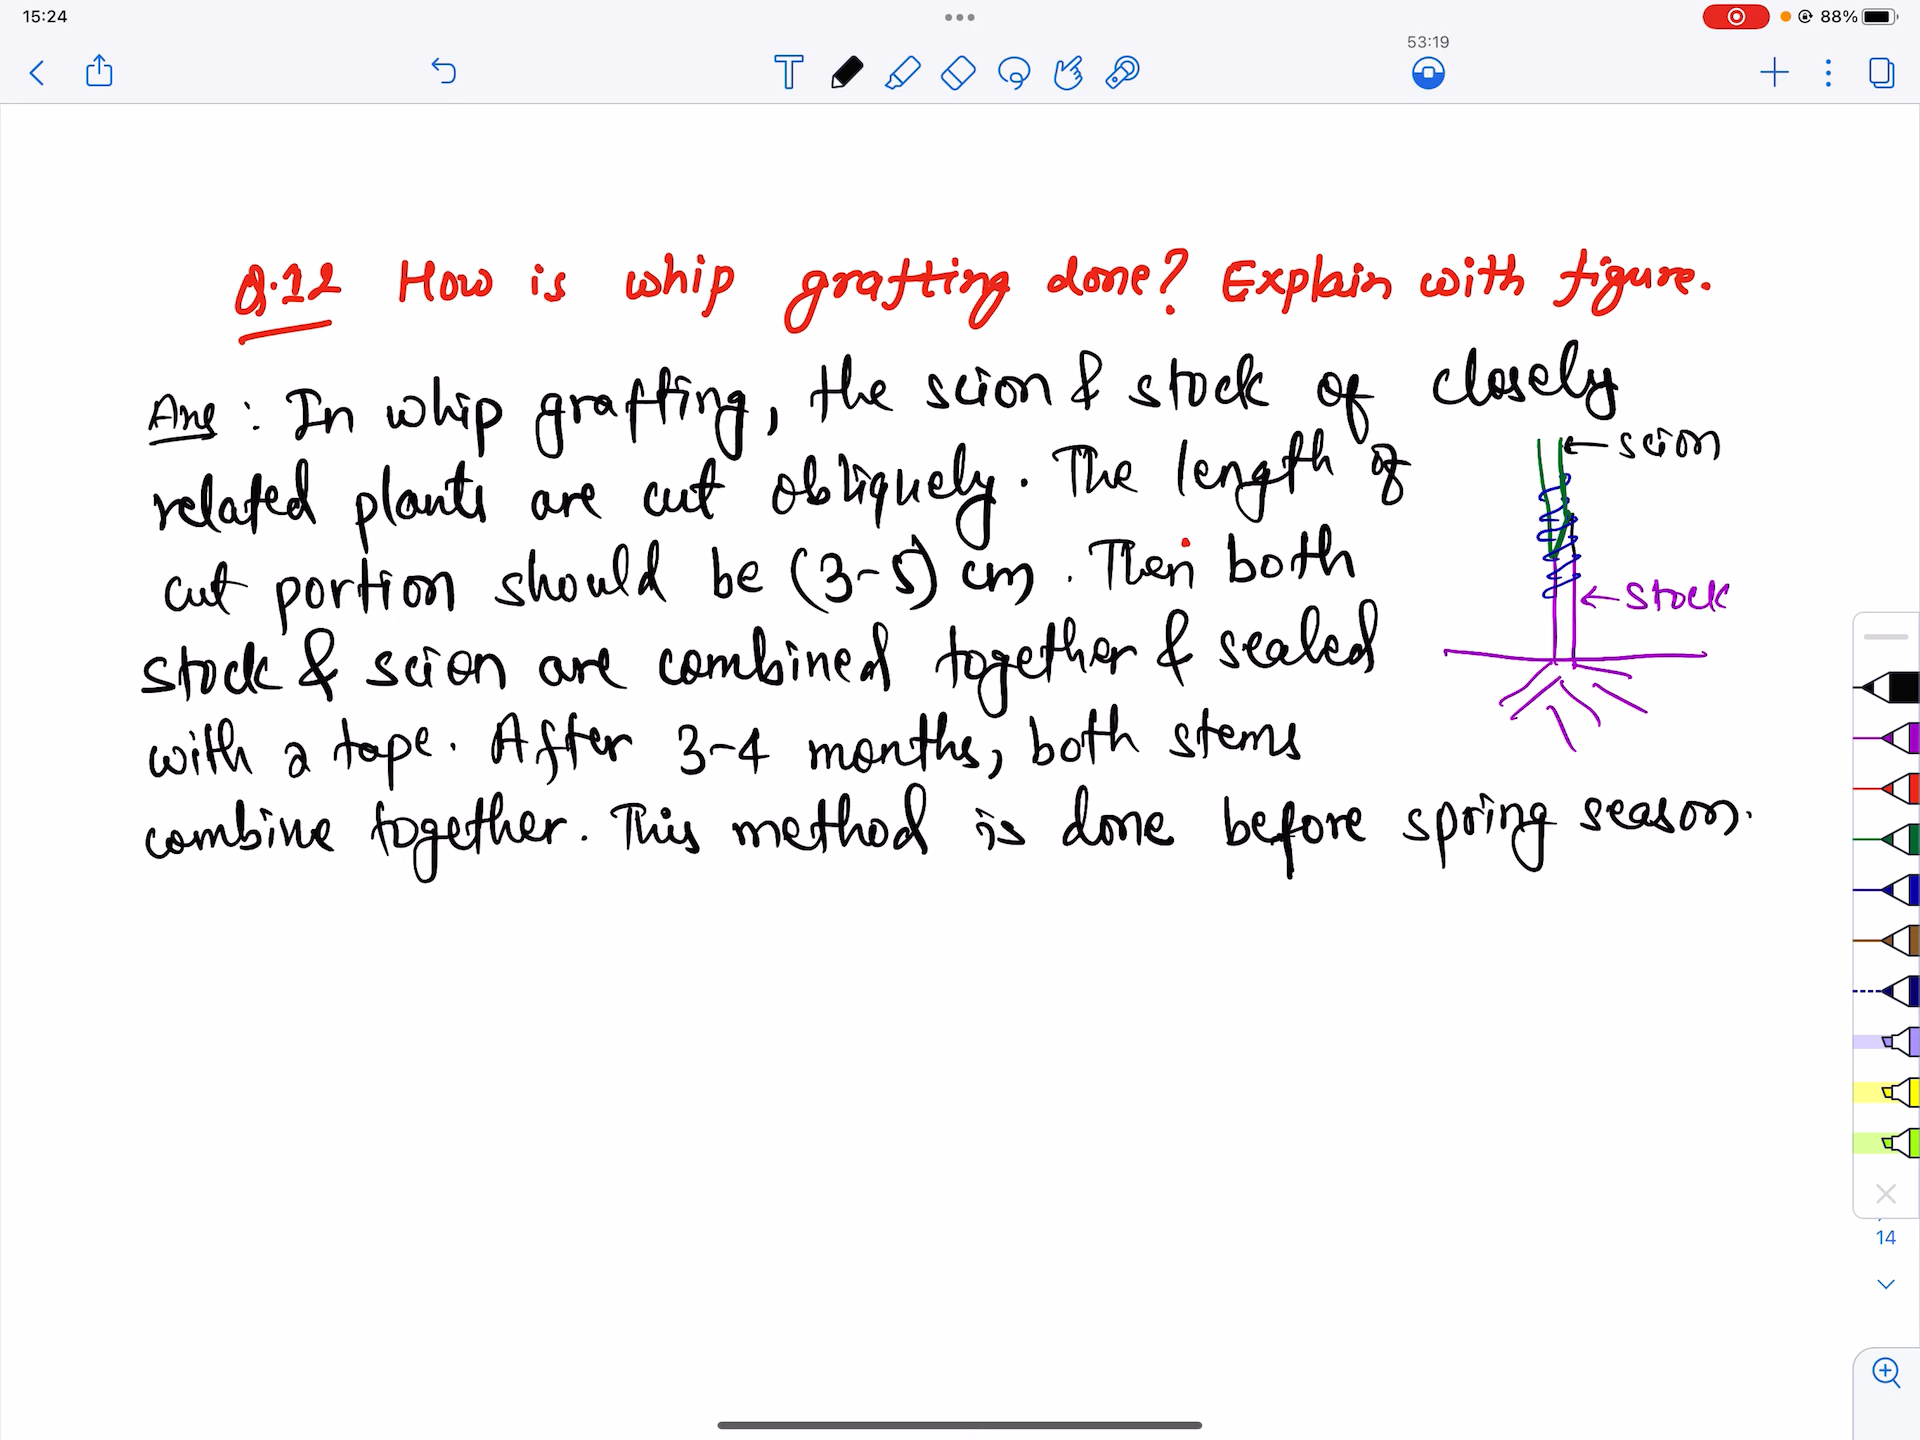 15:24
88%
53:19
Q.12 How is whip grafting done? Explain with figure.
Ans: In whip grafting, the scion & stock of closely
related plants are cut obliquely. The length of
cut portion should be (3-5) cm. Then both
stock & scion are combined together & sealed
with a tape. After 3-4 months, both stems
combine together. This method is done before spring season.
← scion
← stock
14